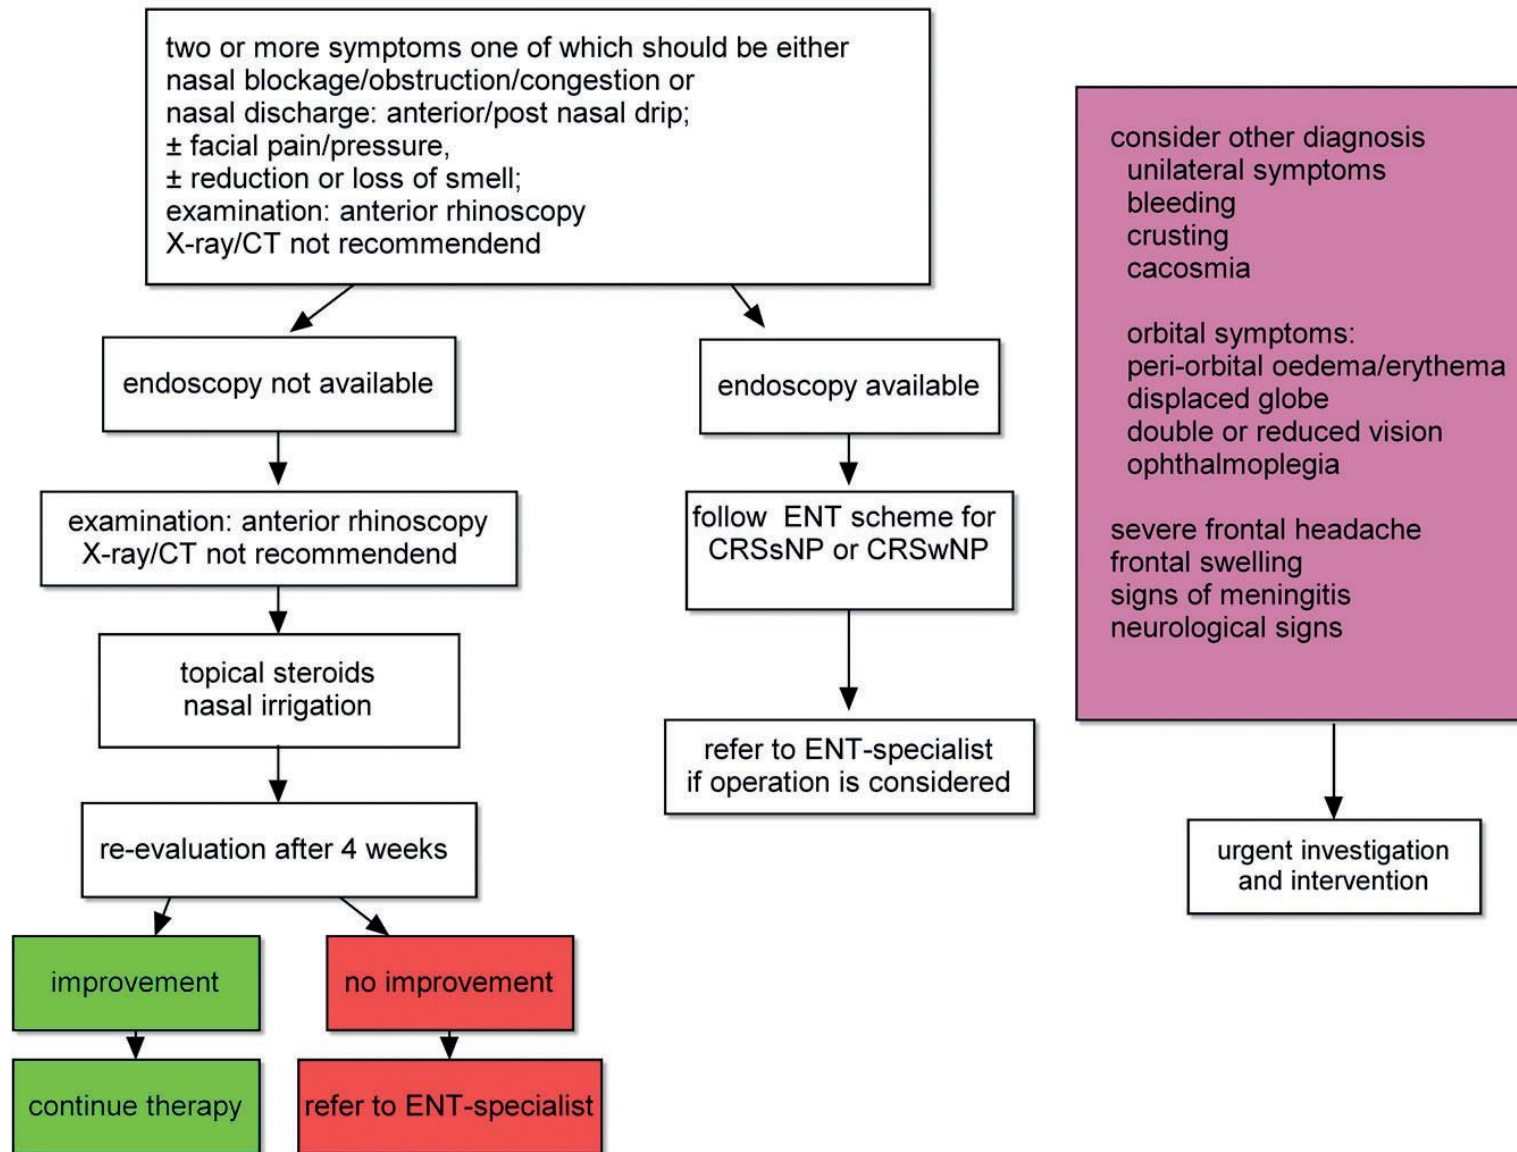 two or more symptoms one of which should be either
nasal blockage/obstruction/congestion or
nasal discharge: anterior/post nasal drip;
± facial pain/pressure,
± reduction or loss of smell;
examination: anterior rhinoscopy
X-ray/CT not recommendend
endoscopy not available
examination: anterior rhinoscopy
X-ray/CT not recommendend
topical steroids
nasal irrigation
re-evaluation after 4 weeks
improvement
continue therapy
no improvement
refer to ENT-specialist
endoscopy available
follow ENT scheme for
CRSsNP or CRSwNP
refer to ENT-specialist
if operation is considered
consider other diagnosis
unilateral symptoms
bleeding
crusting
cacosmia
orbital symptoms:
peri-orbital oedema/erythema
displaced globe
double or reduced vision
ophthalmoplegia
severe frontal headache
frontal swelling
signs of meningitis
neurological signs
urgent investigation
and intervention